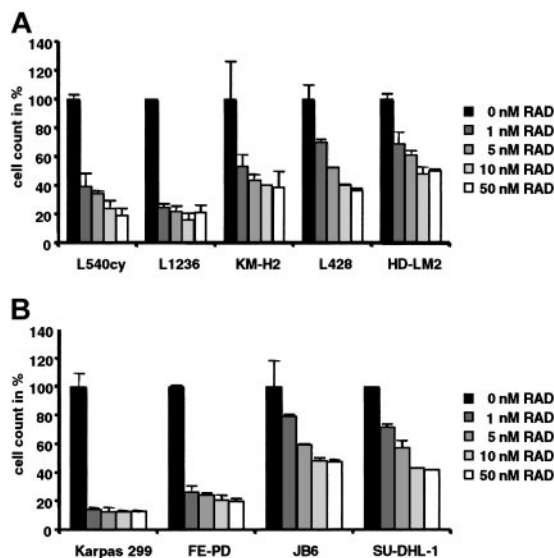 A
140
120
100
80
60
40
20
0
cell count in %
L540cy L1236 KM-H2 L428 HD-LM2
0 nM RAD
1 nM RAD
5 nM RAD
10 nM RAD
50 nM RAD
B
140
120
100
80
60
40
20
0
cell count in %
Karpas 299 FE-PD JB6 SU-DHL-1
0 nM RAD
1 nM RAD
5 nM RAD
10 nM RAD
50 nM RAD